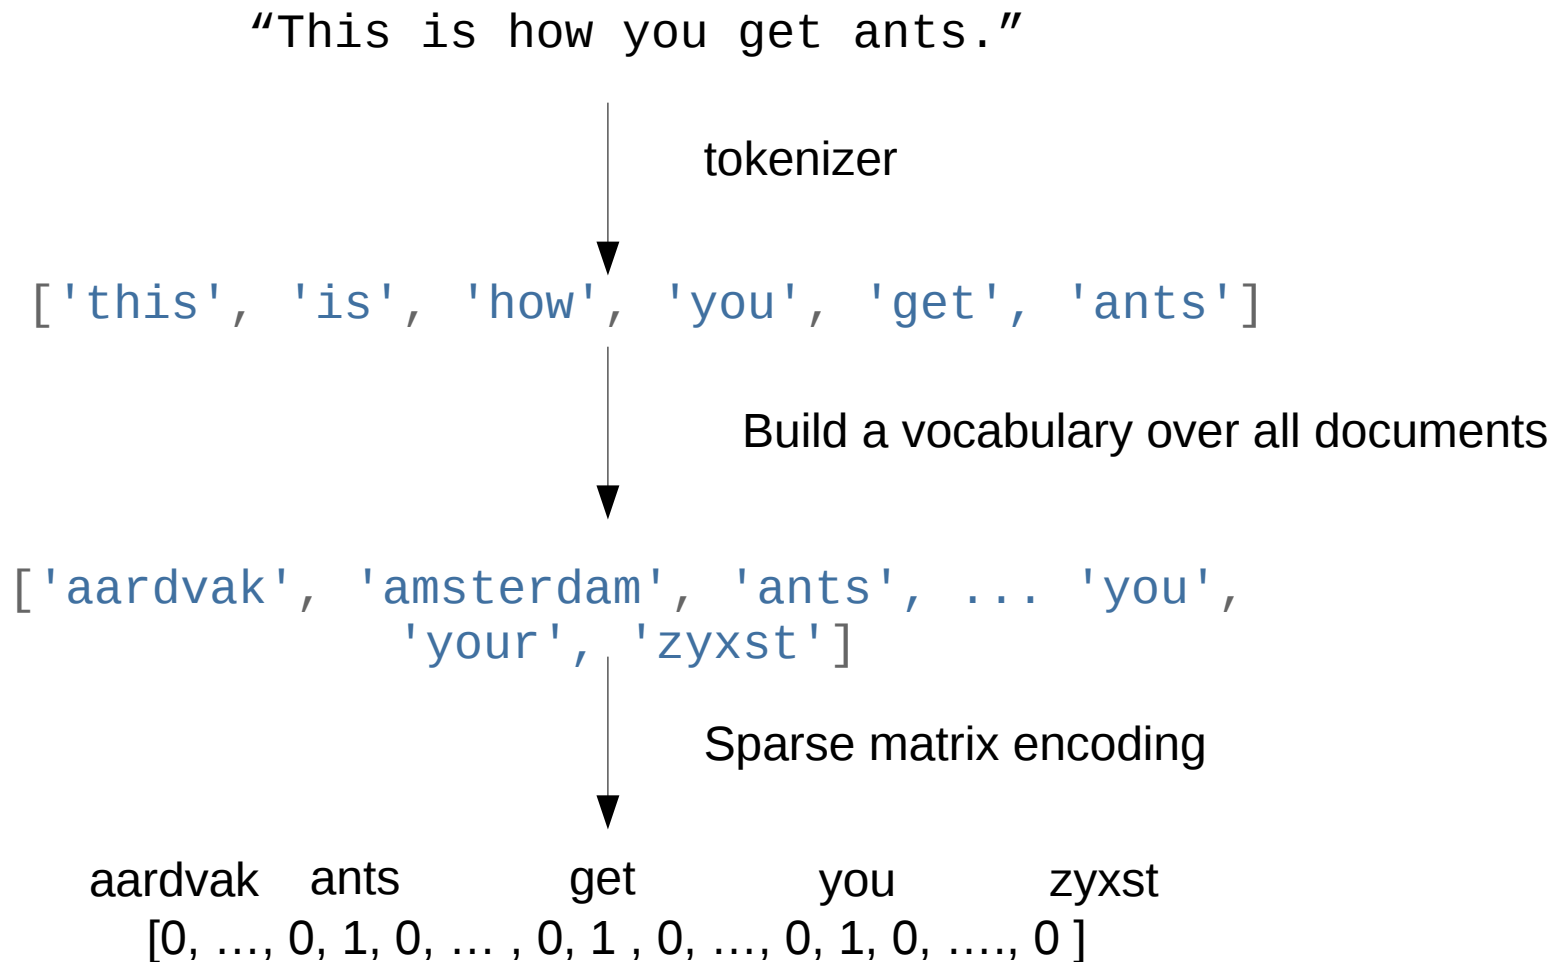 “This is how you get ants.”
tokenizer
['this', 'is', 'how', 'you', 'get', 'ants']
Build a vocabulary over all documents
['aardvak', 'amsterdam', 'ants', ... 'you',
'your', 'zyxst']
Sparse matrix encoding
aardvak ants get you zyxst
[0, …, 0, 1, 0, … , 0, 1 , 0, …, 0, 1, 0, …., 0 ]